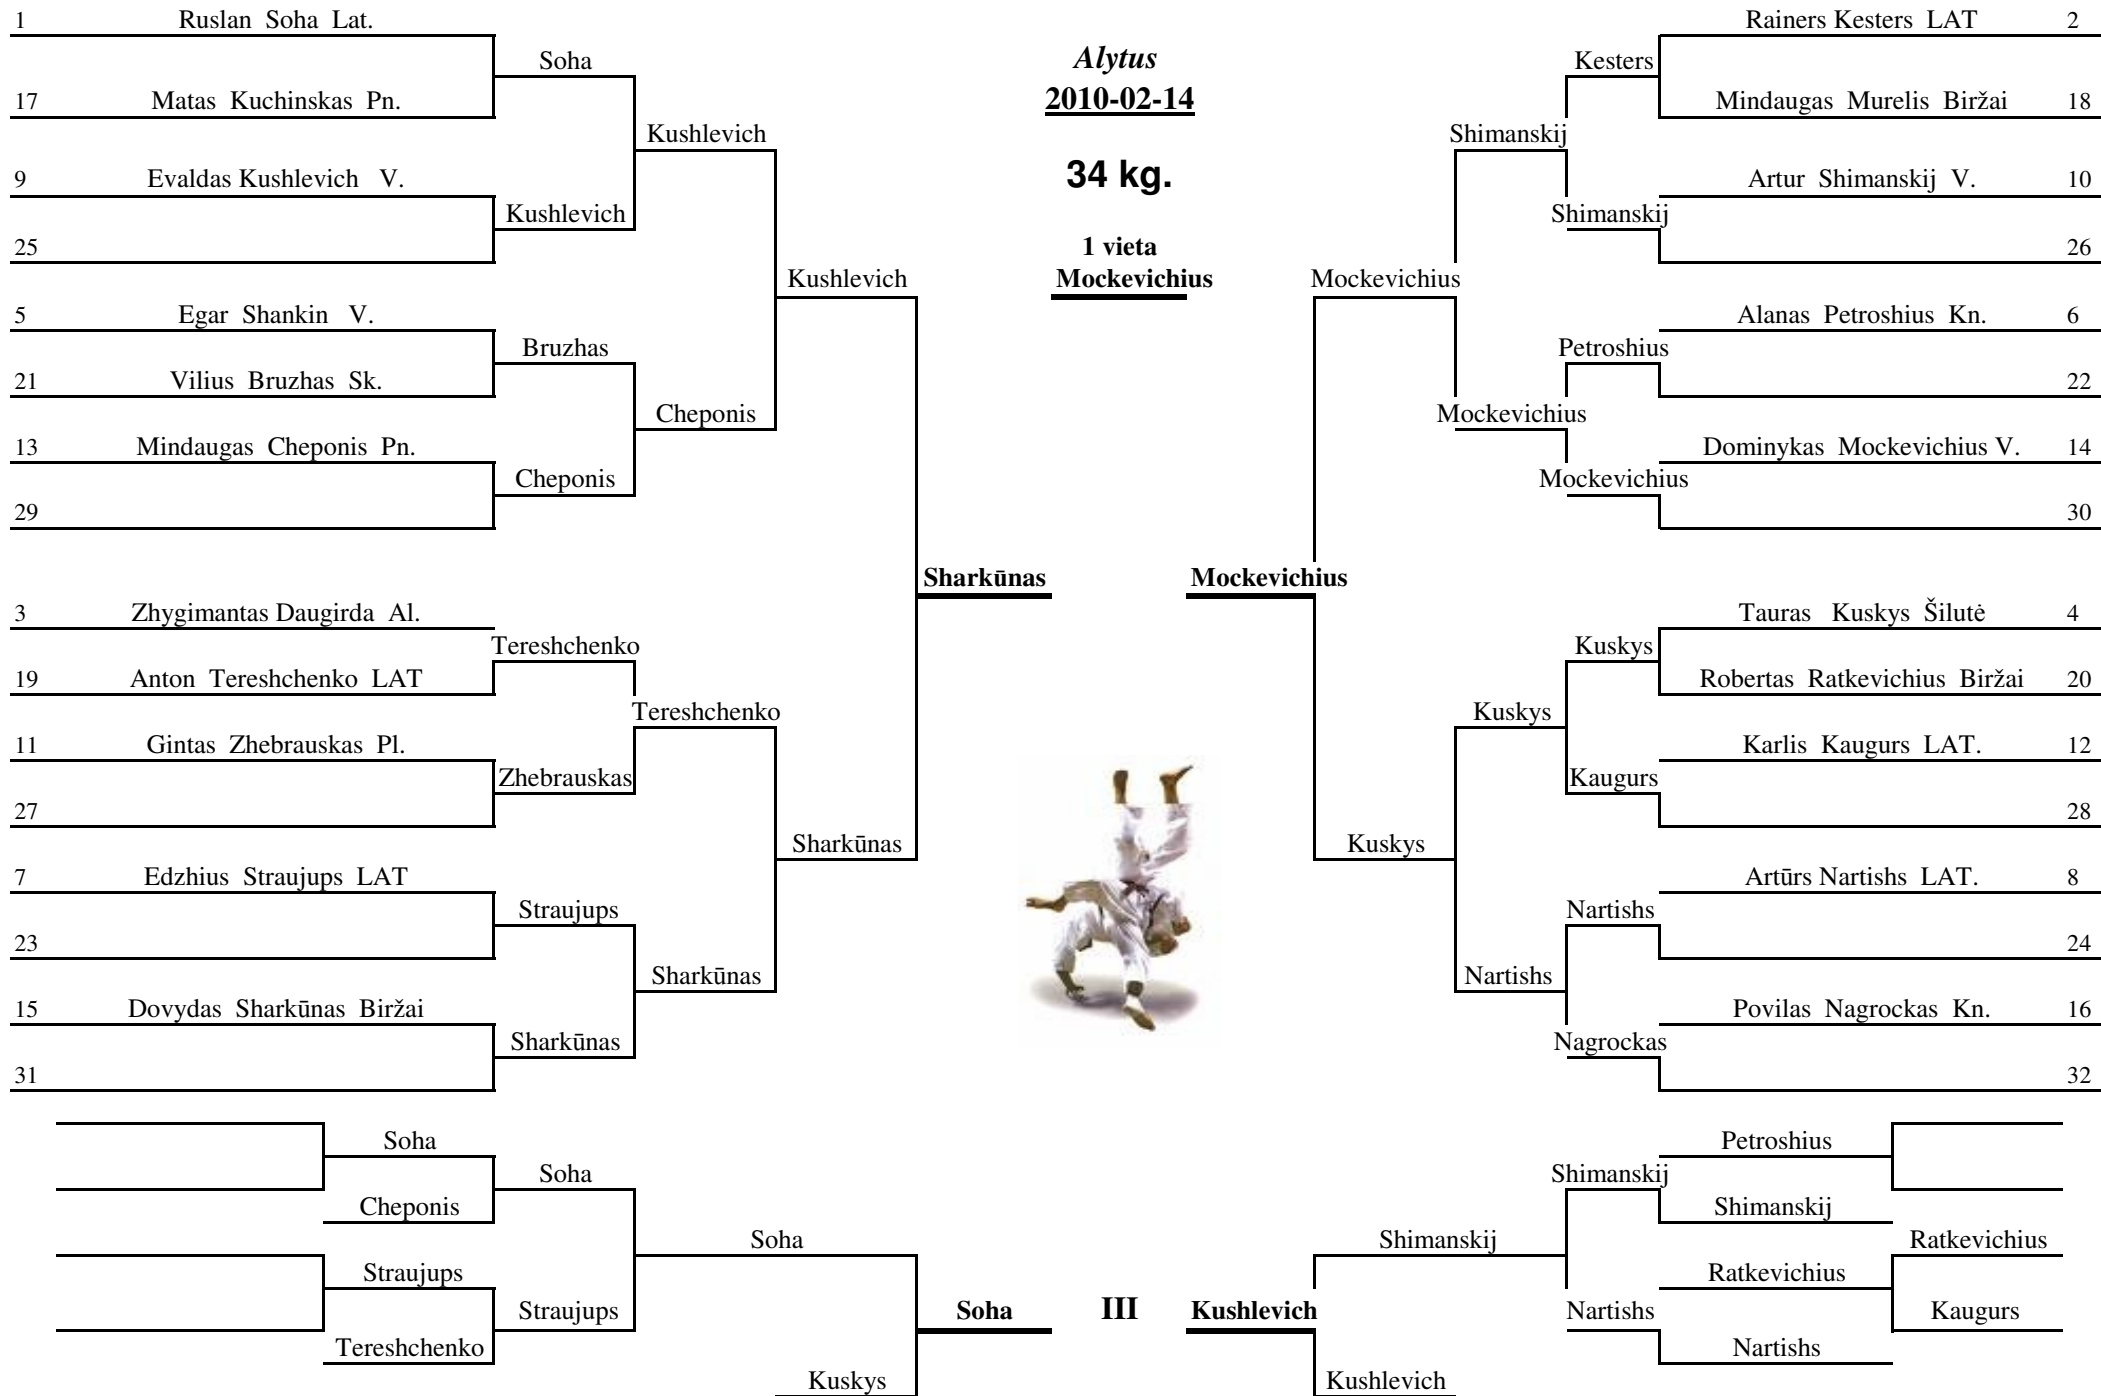 1 Ruslan Soha Lat.
Soha
17 Matas Kuchinskas Pn.
Kushlevich
9 Evaldas Kushlevich V.
Kushlevich
25
Kushlevich
5 Egar Shankin V.
Bruzhas
21 Vilius Bruzhas Sk.
Cheponis
13 Mindaugas Cheponis Pn.
Cheponis
29
Sharkūnas
3 Zhygimantas Daugirda Al.
Tereshchenko
19 Anton Tereshchenko LAT
Tereshchenko
11 Gintas Zhebrauskas Pl.
Zhebrauskas
27
Sharkūnas
7 Edzhius Straujups LAT
Straujups
23
Sharkūnas
15 Dovydas Sharkūnas Biržai
Sharkūnas
31
Alytus
2010-02-14
34 kg.
1 vieta
Mockevichius
Rainers Kesters LAT 2
Kesters
Mindaugas Murelis Biržai 18
Shimanskij
Artur Shimanskij V. 10
Shimanskij
26
Mockevichius
Alanas Petroshius Kn. 6
Petroshius
22
Mockevichius
Dominykas Mockevichius V. 14
Mockevichius
30
Mockevichius
Tauras Kuskys Šilutė 4
Kuskys
Robertas Ratkevichius Biržai 20
Kuskys
Karlis Kaugurs LAT. 12
Kaugurs
28
Kuskys
Artūrs Nartishs LAT. 8
Nartishs
24
Nartishs
Povilas Nagrockas Kn. 16
Nagrockas
32
Soha
Soha
Cheponis
Soha
Straujups
Straujups
Tereshchenko
Soha
Kuskys
III
Petroshius
Shimanskij
Shimanskij
Shimanskij
Ratkevichius
Ratkevichius
Kaugurs
Nartishs
Nartishs
Kushlevich
Kushlevich